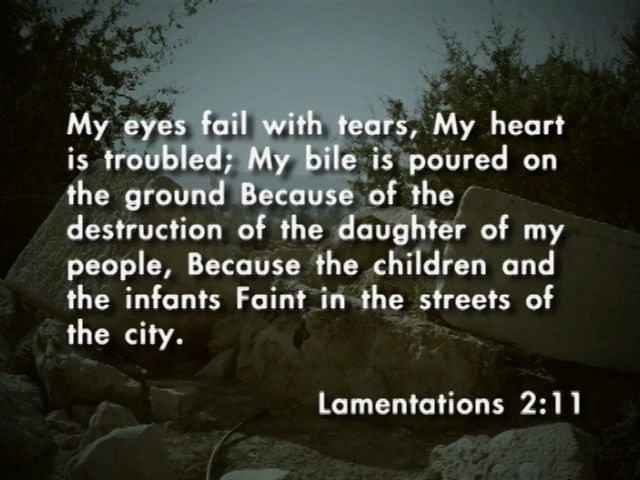 My eyes fail with tears, My heart
is troubled; My bile is poured on
the ground Because of the
destruction of the daughter of my
people, Because the children and
the infants Faint in the streets of
the city.
Lamentations 2:11